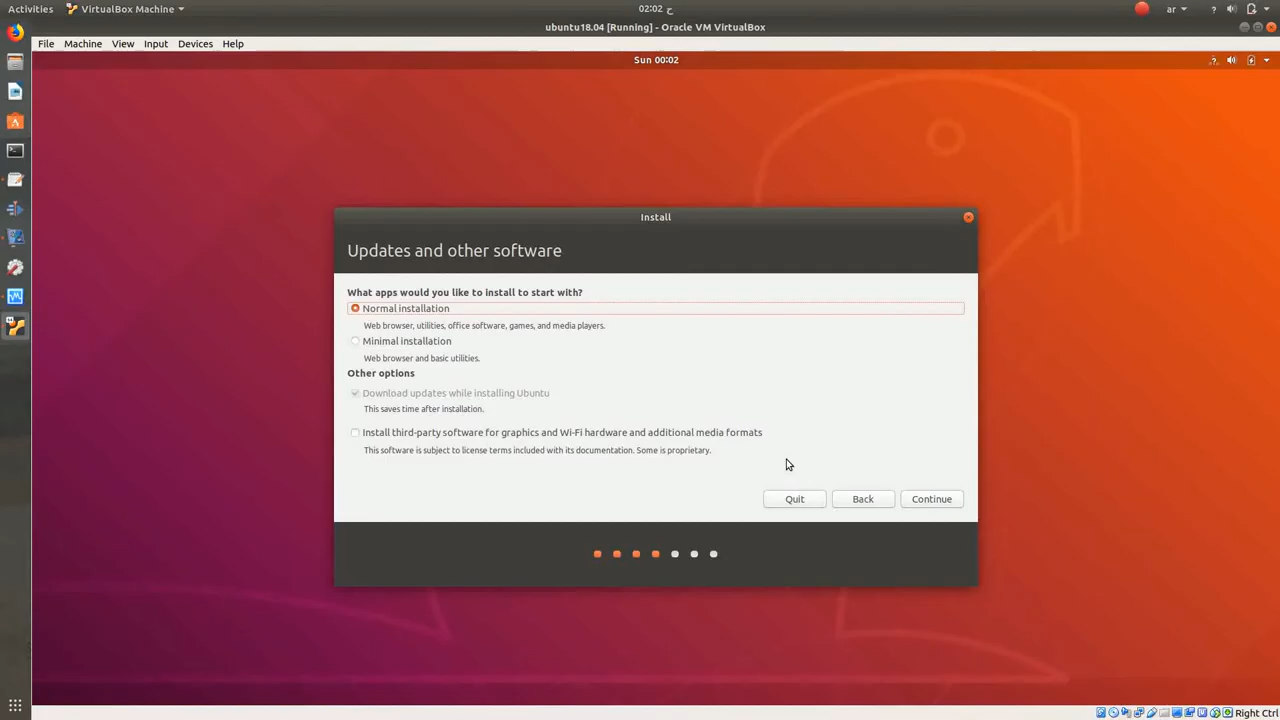 Activities
VirtualBox Machine
ح 02:02
ar
ubuntu18.04 [Running] - Oracle VM VirtualBox
File Machine View Input Devices Help
Sun 00:02
Install
Updates and other software
What apps would you like to install to start with?
Normal installation
Web browser, utilities, office software, games, and media players.
Minimal installation
Web browser and basic utilities.
Other options
Download updates while installing Ubuntu
This saves time after installation.
Install third-party software for graphics and Wi-Fi hardware and additional media formats
This software is subject to license terms included with its documentation. Some is proprietary.
Quit Back Continue
Right Ctrl